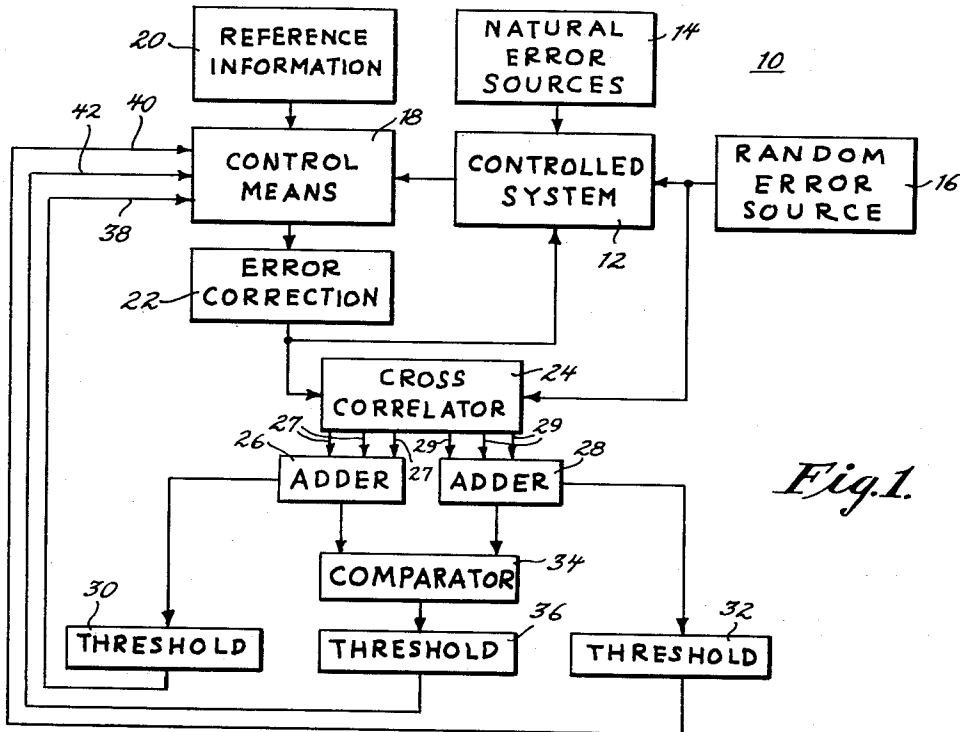 20
REFERENCE
INFORMATION
NATURAL
ERROR
SOURCES
14
10
42
40
18
CONTROL
MEANS
CONTROLLED
SYSTEM
RANDOM
ERROR
SOURCE
16
38
12
22
ERROR
CORRECTION
CROSS
CORRELATOR
24
27
29
29
27
26
ADDER
ADDER
28
Fig.1.
COMPARATOR
34
30
THRESHOLD
36
THRESHOLD
32
THRESHOLD